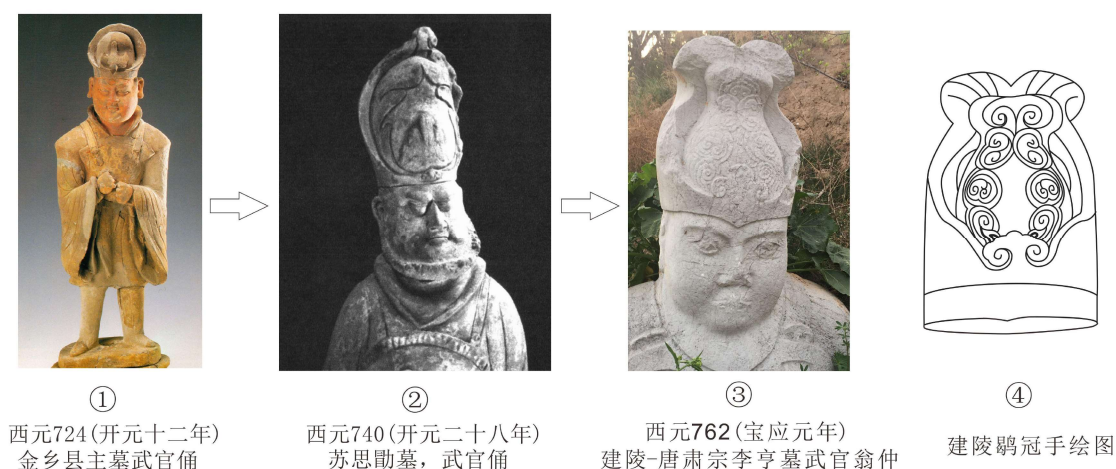 ①
西元724(开元十二年)
金乡县主墓武官俑
②
西元740(开元二十八年)
苏思勖墓，武官俑
③
西元762(宝应元年)
建陵-唐肃宗李亨墓武官翁仲
④
建陵鹖冠手绘图